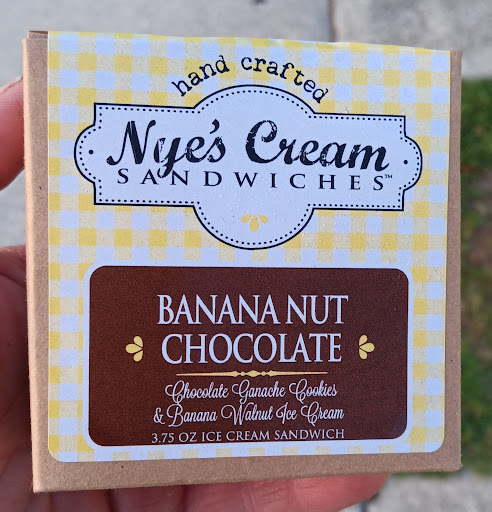 hand crafted
Nye's Cream
SANDWICHES™
BANANA NUT
CHOCOLATE
Chocolate Ganache Cookies
& Banana Walnut Ice Cream
3.75 OZ ICE CREAM SANDWICH